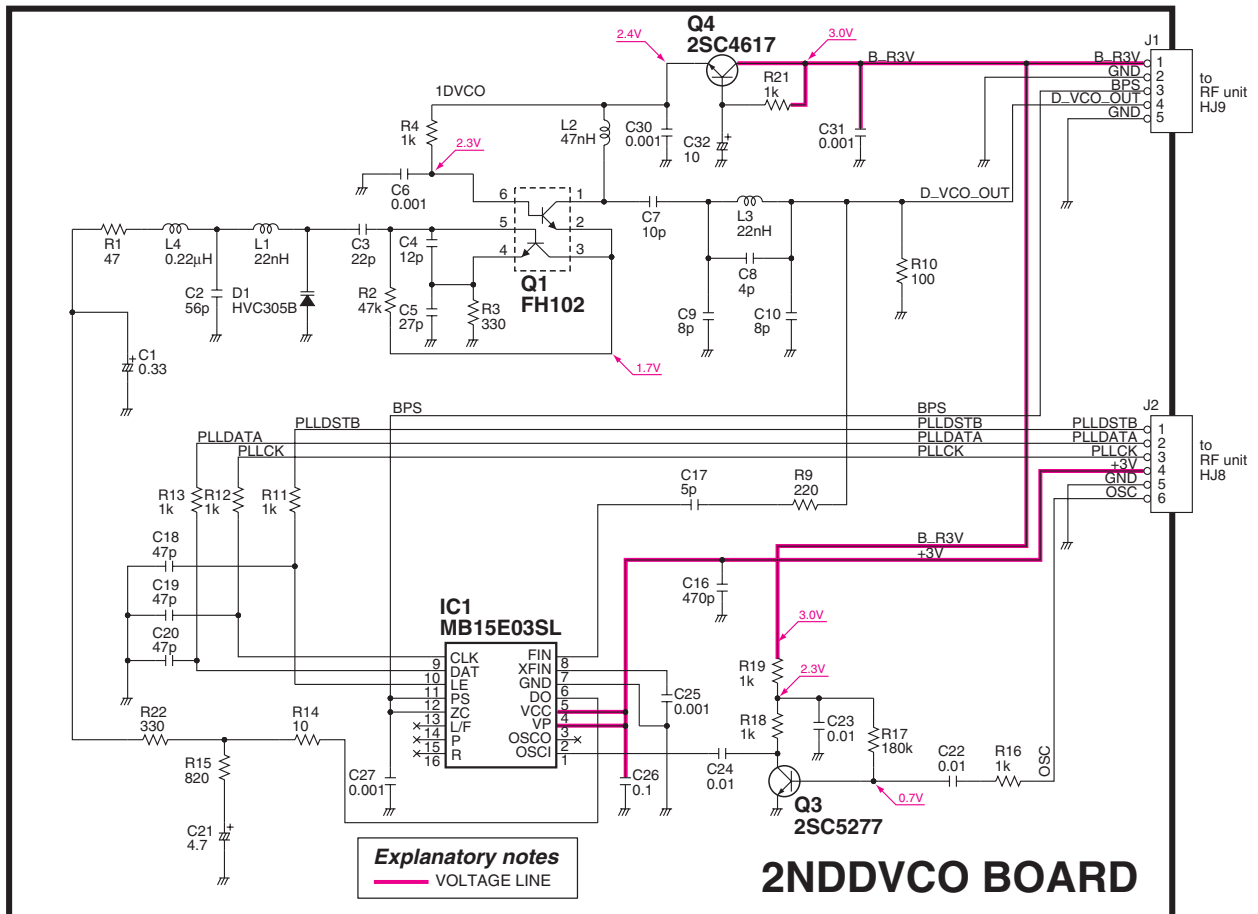 Q4
2SC4617
2.4V
3.0V
B_R3V
B_R3V
J1
1
GND
2
BPS
3
D_VCO_OUT
4
GND
5
to
RF unit
HJ9
1DVCO
R4
1k
2.3V
L2
47nH
C30
0.001
C32
10
+
R21
1k
C31
0.001
C6
0.001
6
1
5
2
4
3
Q1
FH102
C7
10p
L3
22nH
D_VCO_OUT
R1
47
L4
0.22µH
L1
22nH
C3
22p
C4
12p
C2
56p
D1
HVC305B
R2
47k
C5
27p
R3
330
C8
4p
C9
8p
C10
8p
R10
100
C1
0.33
+
1.7V
BPS
BPS
J2
PLLDSTB
PLLDSTB
PLLDSTB
1
PLLDATA
PLLDATA
PLLDATA
2
PLLCK
PLLCK
PLLCK
3
+3V
4
GND
5
OSC
6
to
RF unit
HJ8
R13
1k
R12
1k
R11
1k
C17
5p
R9
220
C18
47p
C19
47p
C20
47p
B_R3V
+3V
C16
470p
3.0V
IC1
MB15E03SL
CLK
9
DAT
10
LE
11
PS
12
ZC
13
L/F
14
P
15
R
16
FIN
8
XFIN
7
GND
6
DO
5
VCC
4
VP
3
OSCO
2
OSCI
1
C25
0.001
R19
1k
2.3V
R18
1k
C23
0.01
R17
180k
C22
0.01
R16
1k
OSC
R22
330
R14
10
R15
820
C21
4.7
+
C27
0.001
C26
0.1
C24
0.01
0.7V
Q3
2SC5277
Explanatory notes
VOLTAGE LINE
2NDDVCO BOARD